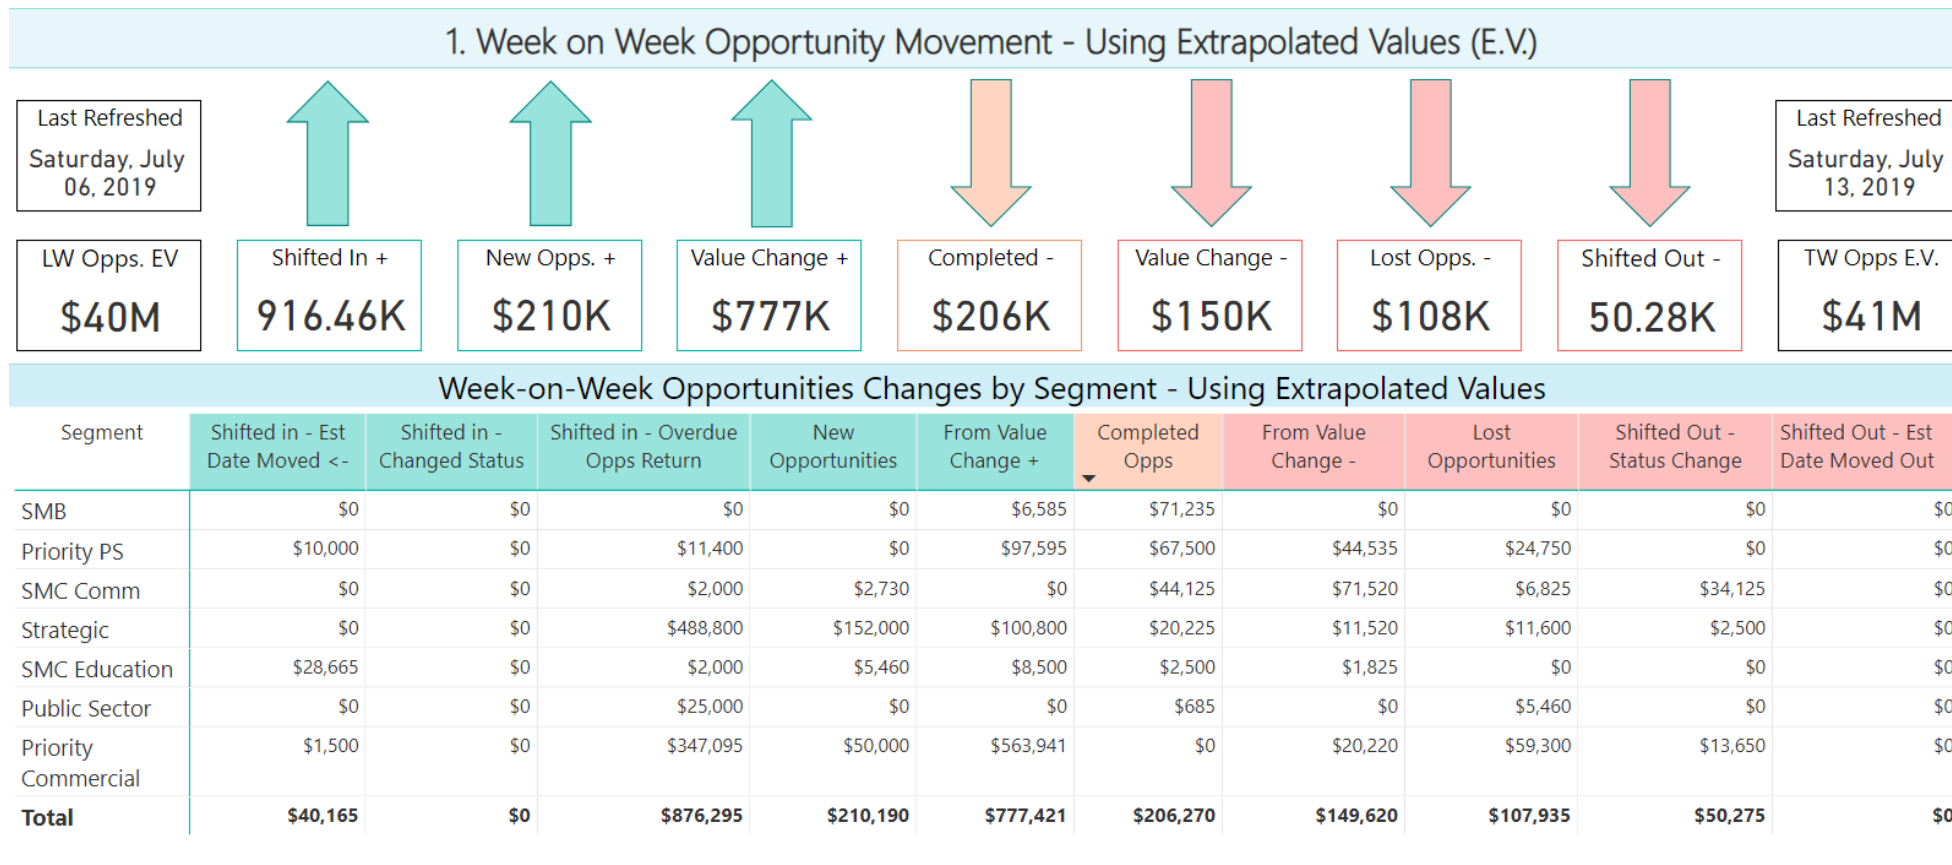 1. Week on Week Opportunity Movement - Using Extrapolated Values (E.V.)
Last Refreshed
Saturday, July
06, 2019
Last Refreshed
Saturday, July
13, 2019
LW Opps. EV
$40M
Shifted In +
916.46K
New Opps. +
$210K
Value Change +
$777K
Completed -
$206K
Value Change -
$150K
Lost Opps. -
$108K
Shifted Out -
50.28K
TW Opps E.V.
$41M
Week-on-Week Opportunities Changes by Segment - Using Extrapolated Values
Segment
Shifted in - Est
Date Moved <-
Shifted in -
Changed Status
Shifted in - Overdue
Opps Return
New
Opportunities
From Value
Change +
Completed
Opps
From Value
Change -
Lost
Opportunities
Shifted Out -
Status Change
Shifted Out - Est
Date Moved Out
SMB $0 $0 $0 $0 $6,585 $71,235 $0 $0 $0 $0
Priority PS $10,000 $0 $11,400 $0 $97,595 $67,500 $44,535 $24,750 $0 $0
SMC Comm $0 $0 $2,000 $2,730 $0 $44,125 $71,520 $6,825 $34,125 $0
Strategic $0 $0 $488,800 $152,000 $100,800 $20,225 $11,520 $11,600 $2,500 $0
SMC Education $28,665 $0 $2,000 $5,460 $8,500 $2,500 $1,825 $0 $0 $0
Public Sector $0 $0 $25,000 $0 $0 $685 $0 $5,460 $0 $0
Priority $1,500 $0 $347,095 $50,000 $563,941 $0 $20,220 $59,300 $13,650 $0
Commercial
Total $40,165 $0 $876,295 $210,190 $777,421 $206,270 $149,620 $107,935 $50,275 $0